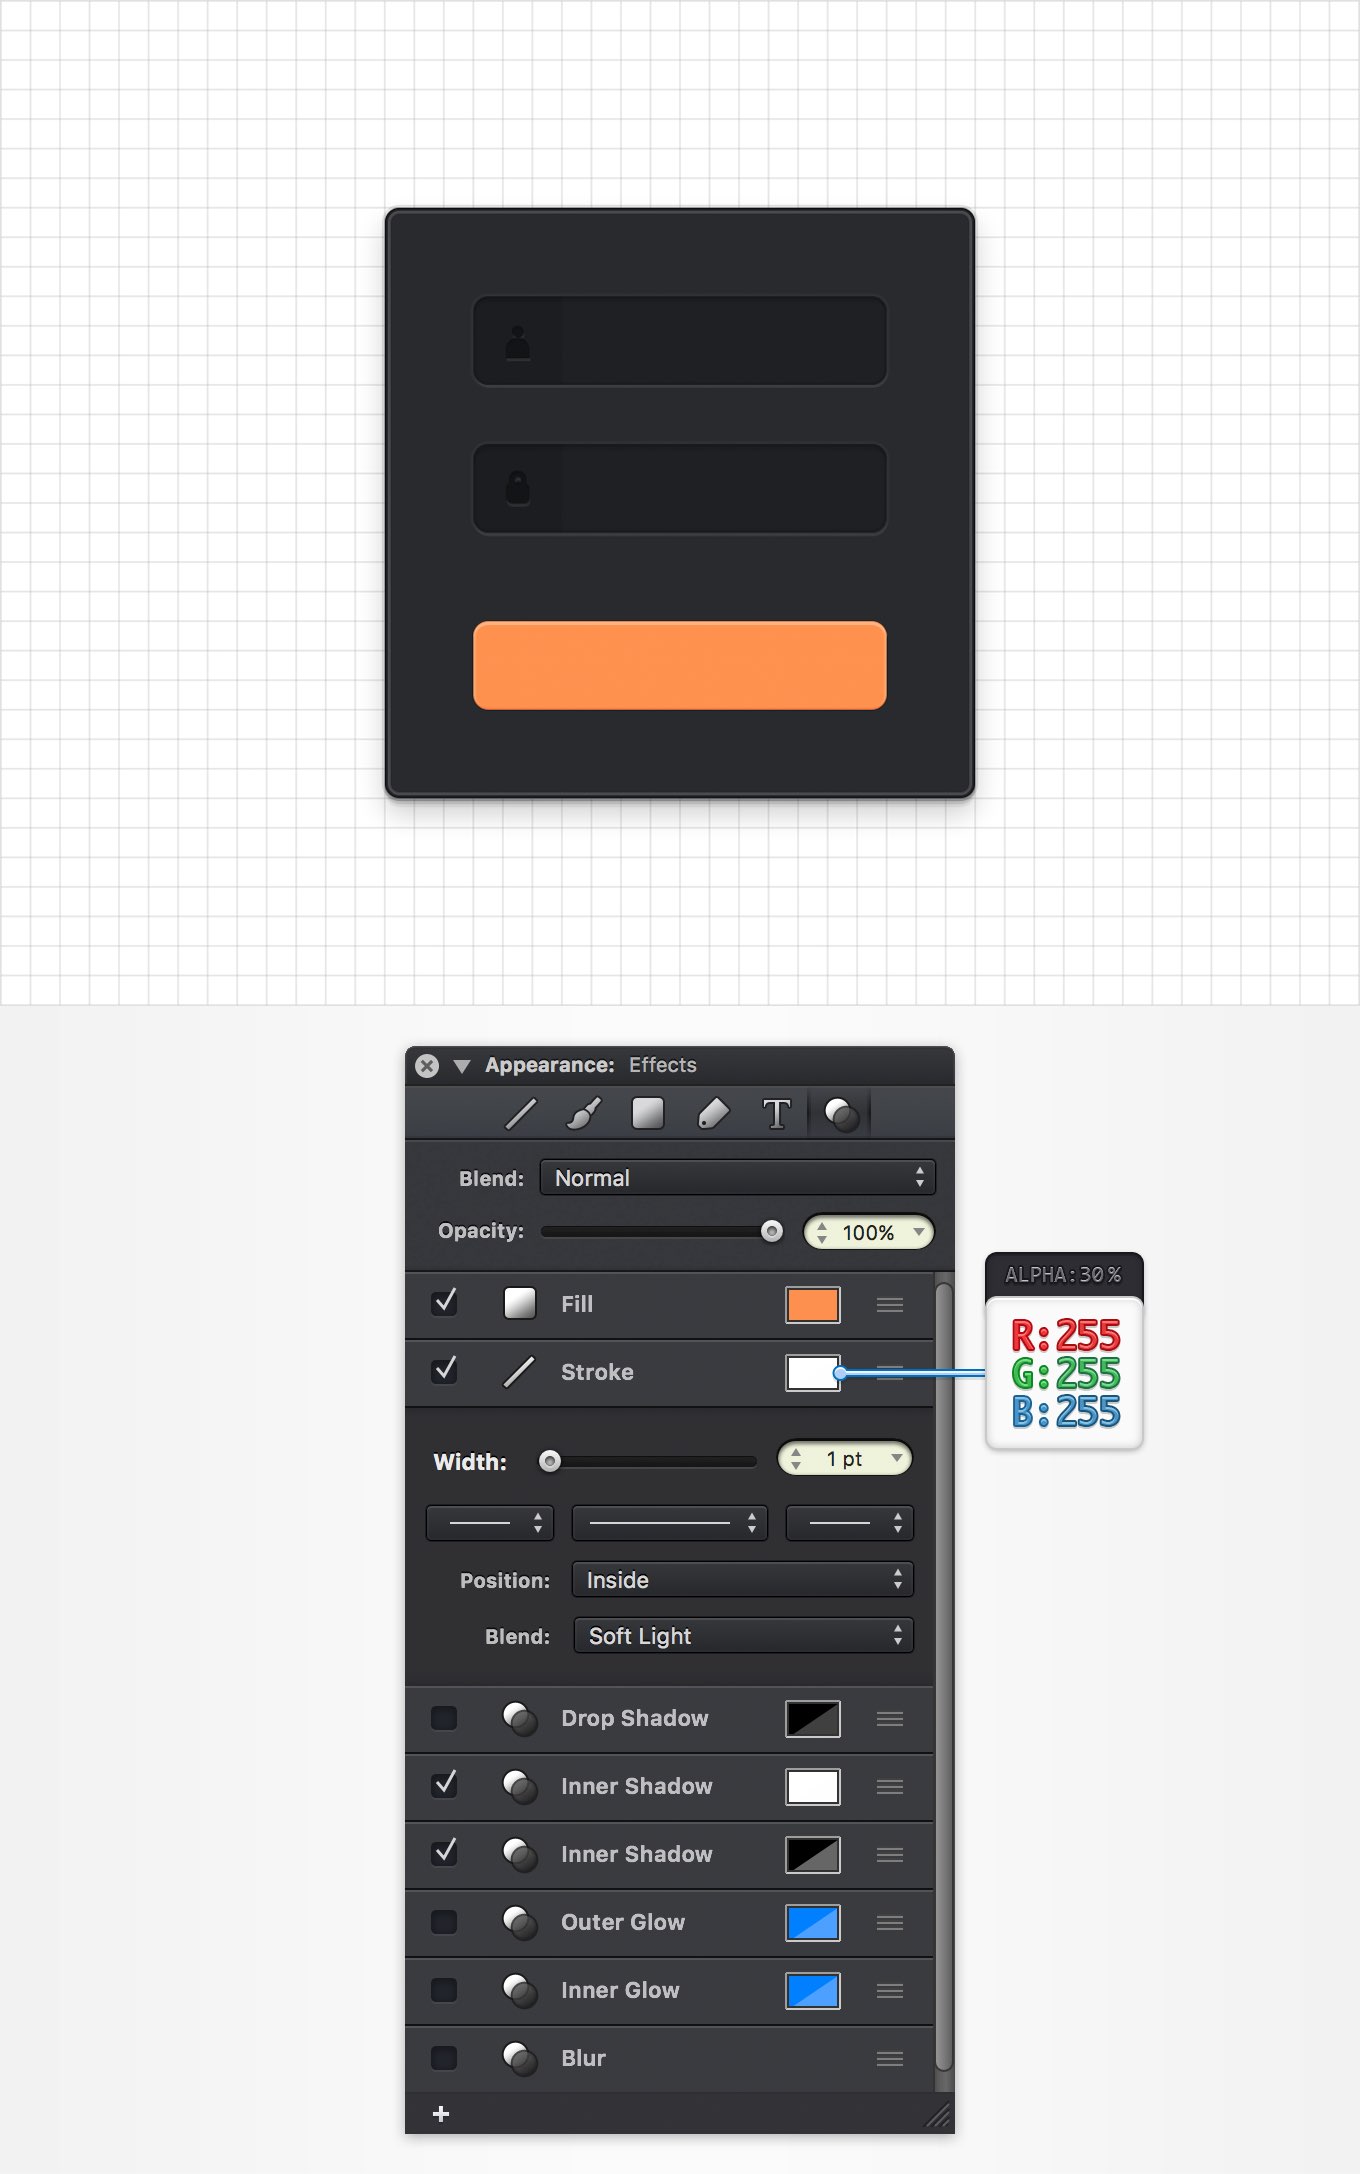 Appearance: Effects
T
Blend: Normal
Opacity: 100%
Fill
Stroke
ALPHA:30%
R:255
G:255
B:255
Width: 1 pt
Position: Inside
Blend: Soft Light
Drop Shadow
Inner Shadow
Inner Shadow
Outer Glow
Inner Glow
Blur